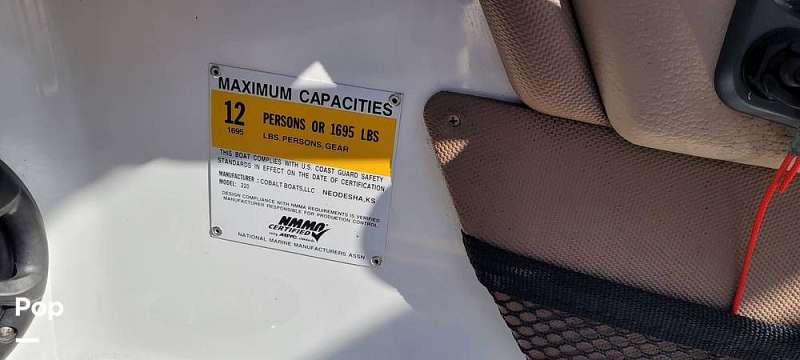 MAXIMUM CAPACITIES
12 PERSONS OR 1695 LBS
1695 LBS. PERSONS, GEAR
THIS BOAT COMPLIES WITH U.S. COAST GUARD SAFETY
STANDARDS IN EFFECT ON THE DATE OF CERTIFICATION
MANUFACTURER: COBALT BOATS,LLC NEODESHA,KS
MODEL: 220
DESIGN COMPLIANCE WITH NMMA REQUIREMENTS IS VERIFIED.
MANUFACTURER RESPONSIBLE FOR PRODUCTION CONTROL.
NMMA
CERTIFIED
using ABYC
NATIONAL MARINE MANUFACTURERS ASSN
Pop